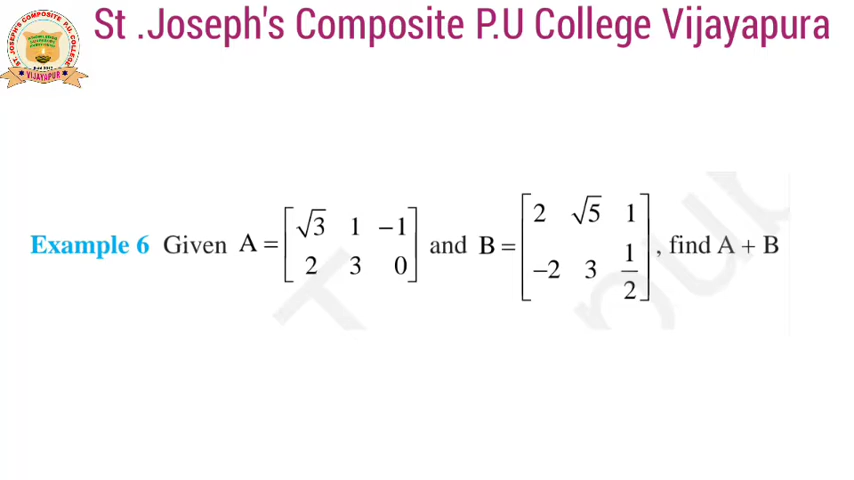 St .Joseph's Composite P.U College Vijayapura
VIJAYAPUR
Example 6 Given A = [√3 1 −1; 2 3 0] and B = [2 √5 1; −2 3 1/2], find A + B